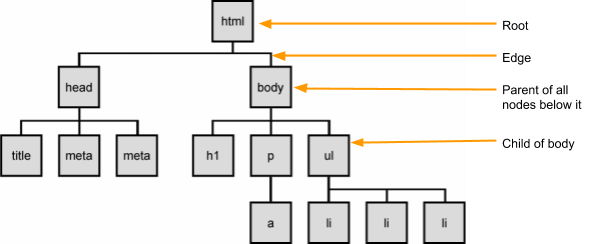 html
Root
Edge
head
body
Parent of all
nodes below it
title
meta
meta
h1
p
ul
Child of body
a
li
li
li